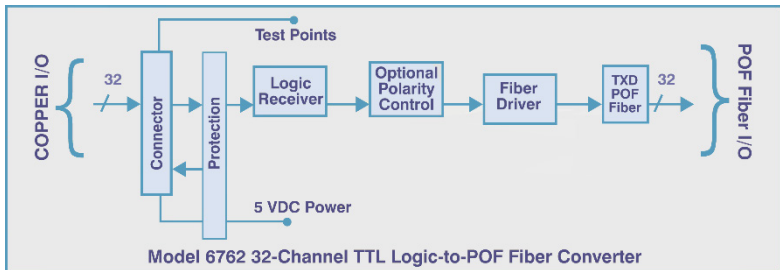 Test Points
COPPER I/O
32
Connector
Protection
Logic
Receiver
Optional
Polarity
Control
Fiber
Driver
TXD
POF
Fiber
32
POF Fiber I/O
5 VDC Power
Model 6762 32-Channel TTL Logic-to-POF Fiber Converter